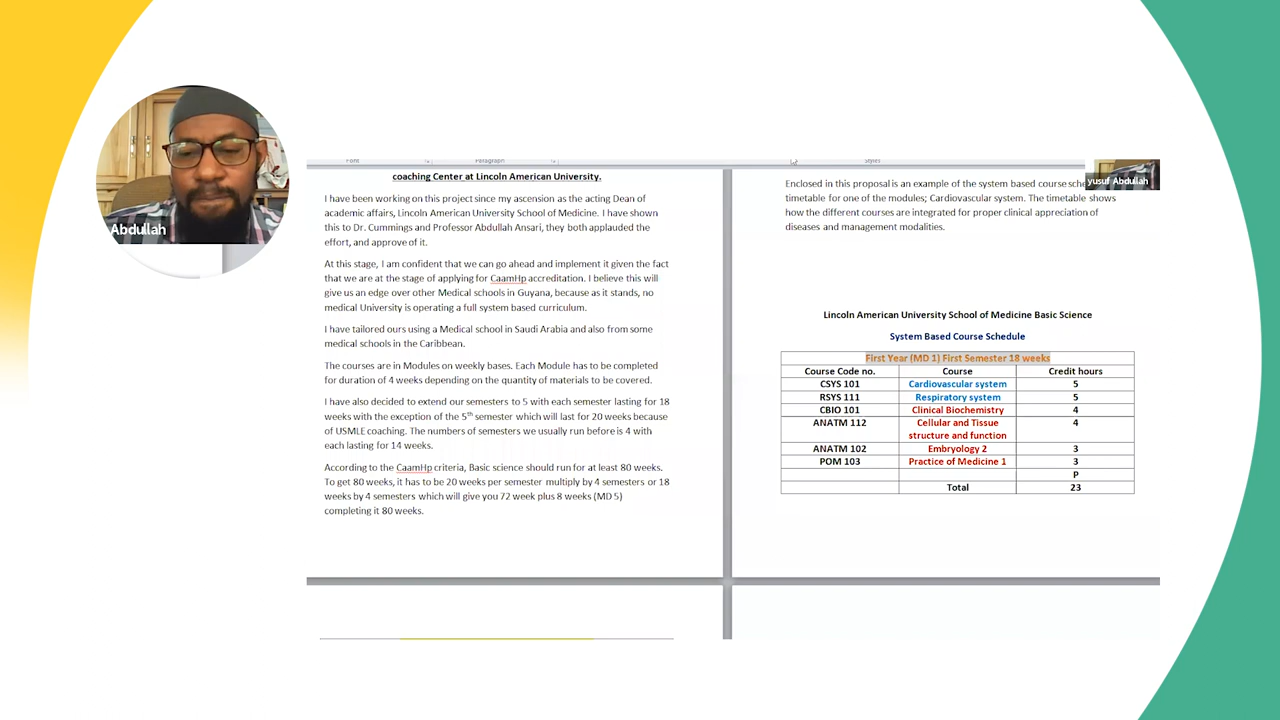 Font
Paragraph
Styles
Abdullah
yusuf Abdullah
coaching Center at Lincoln American University.
I have been working on this project since my ascension as the acting Dean of
academic affairs, Lincoln American University School of Medicine. I have shown
this to Dr. Cummings and Professor Abdullah Ansari, they both applauded the
effort, and approve of it.
At this stage, I am confident that we can go ahead and implement it given the fact
that we are at the stage of applying for CaamHp accreditation. I believe this will
give us an edge over other Medical schools in Guyana, because as it stands, no
medical University is operating a full system based curriculum.
I have tailored ours using a Medical school in Saudi Arabia and also from some
medical schools in the Caribbean.
The courses are in Modules on weekly bases. Each Module has to be completed
for duration of 4 weeks depending on the quantity of materials to be covered.
I have also decided to extend our semesters to 5 with each semester lasting for 18
weeks with the exception of the 5th semester which will last for 20 weeks because
of USMLE coaching. The numbers of semesters we usually run before is 4 with
each lasting for 14 weeks.
According to the CaamHp criteria, Basic science should run for at least 80 weeks.
To get 80 weeks, it has to be 20 weeks per semester multiply by 4 semesters or 18
weeks by 4 semesters which will give you 72 week plus 8 weeks (MD 5)
completing it 80 weeks.
Enclosed in this proposal is an example of the system based course
timetable for one of the modules; Cardiovascular system. The timetable shows
how the different courses are integrated for proper clinical appreciation of
diseases and management modalities.
Lincoln American University School of Medicine Basic Science
System Based Course Schedule
First Year (MD 1) First Semester 18 weeks
Course Code no. Course Credit hours
CSYS 101 Cardiovascular system 5
RSYS 111 Respiratory system 5
CBIO 101 Clinical Biochemistry 4
ANATM 112 Cellular and Tissue 4
structure and function
ANATM 102 Embryology 2 3
POM 103 Practice of Medicine 1 3
P
Total 23